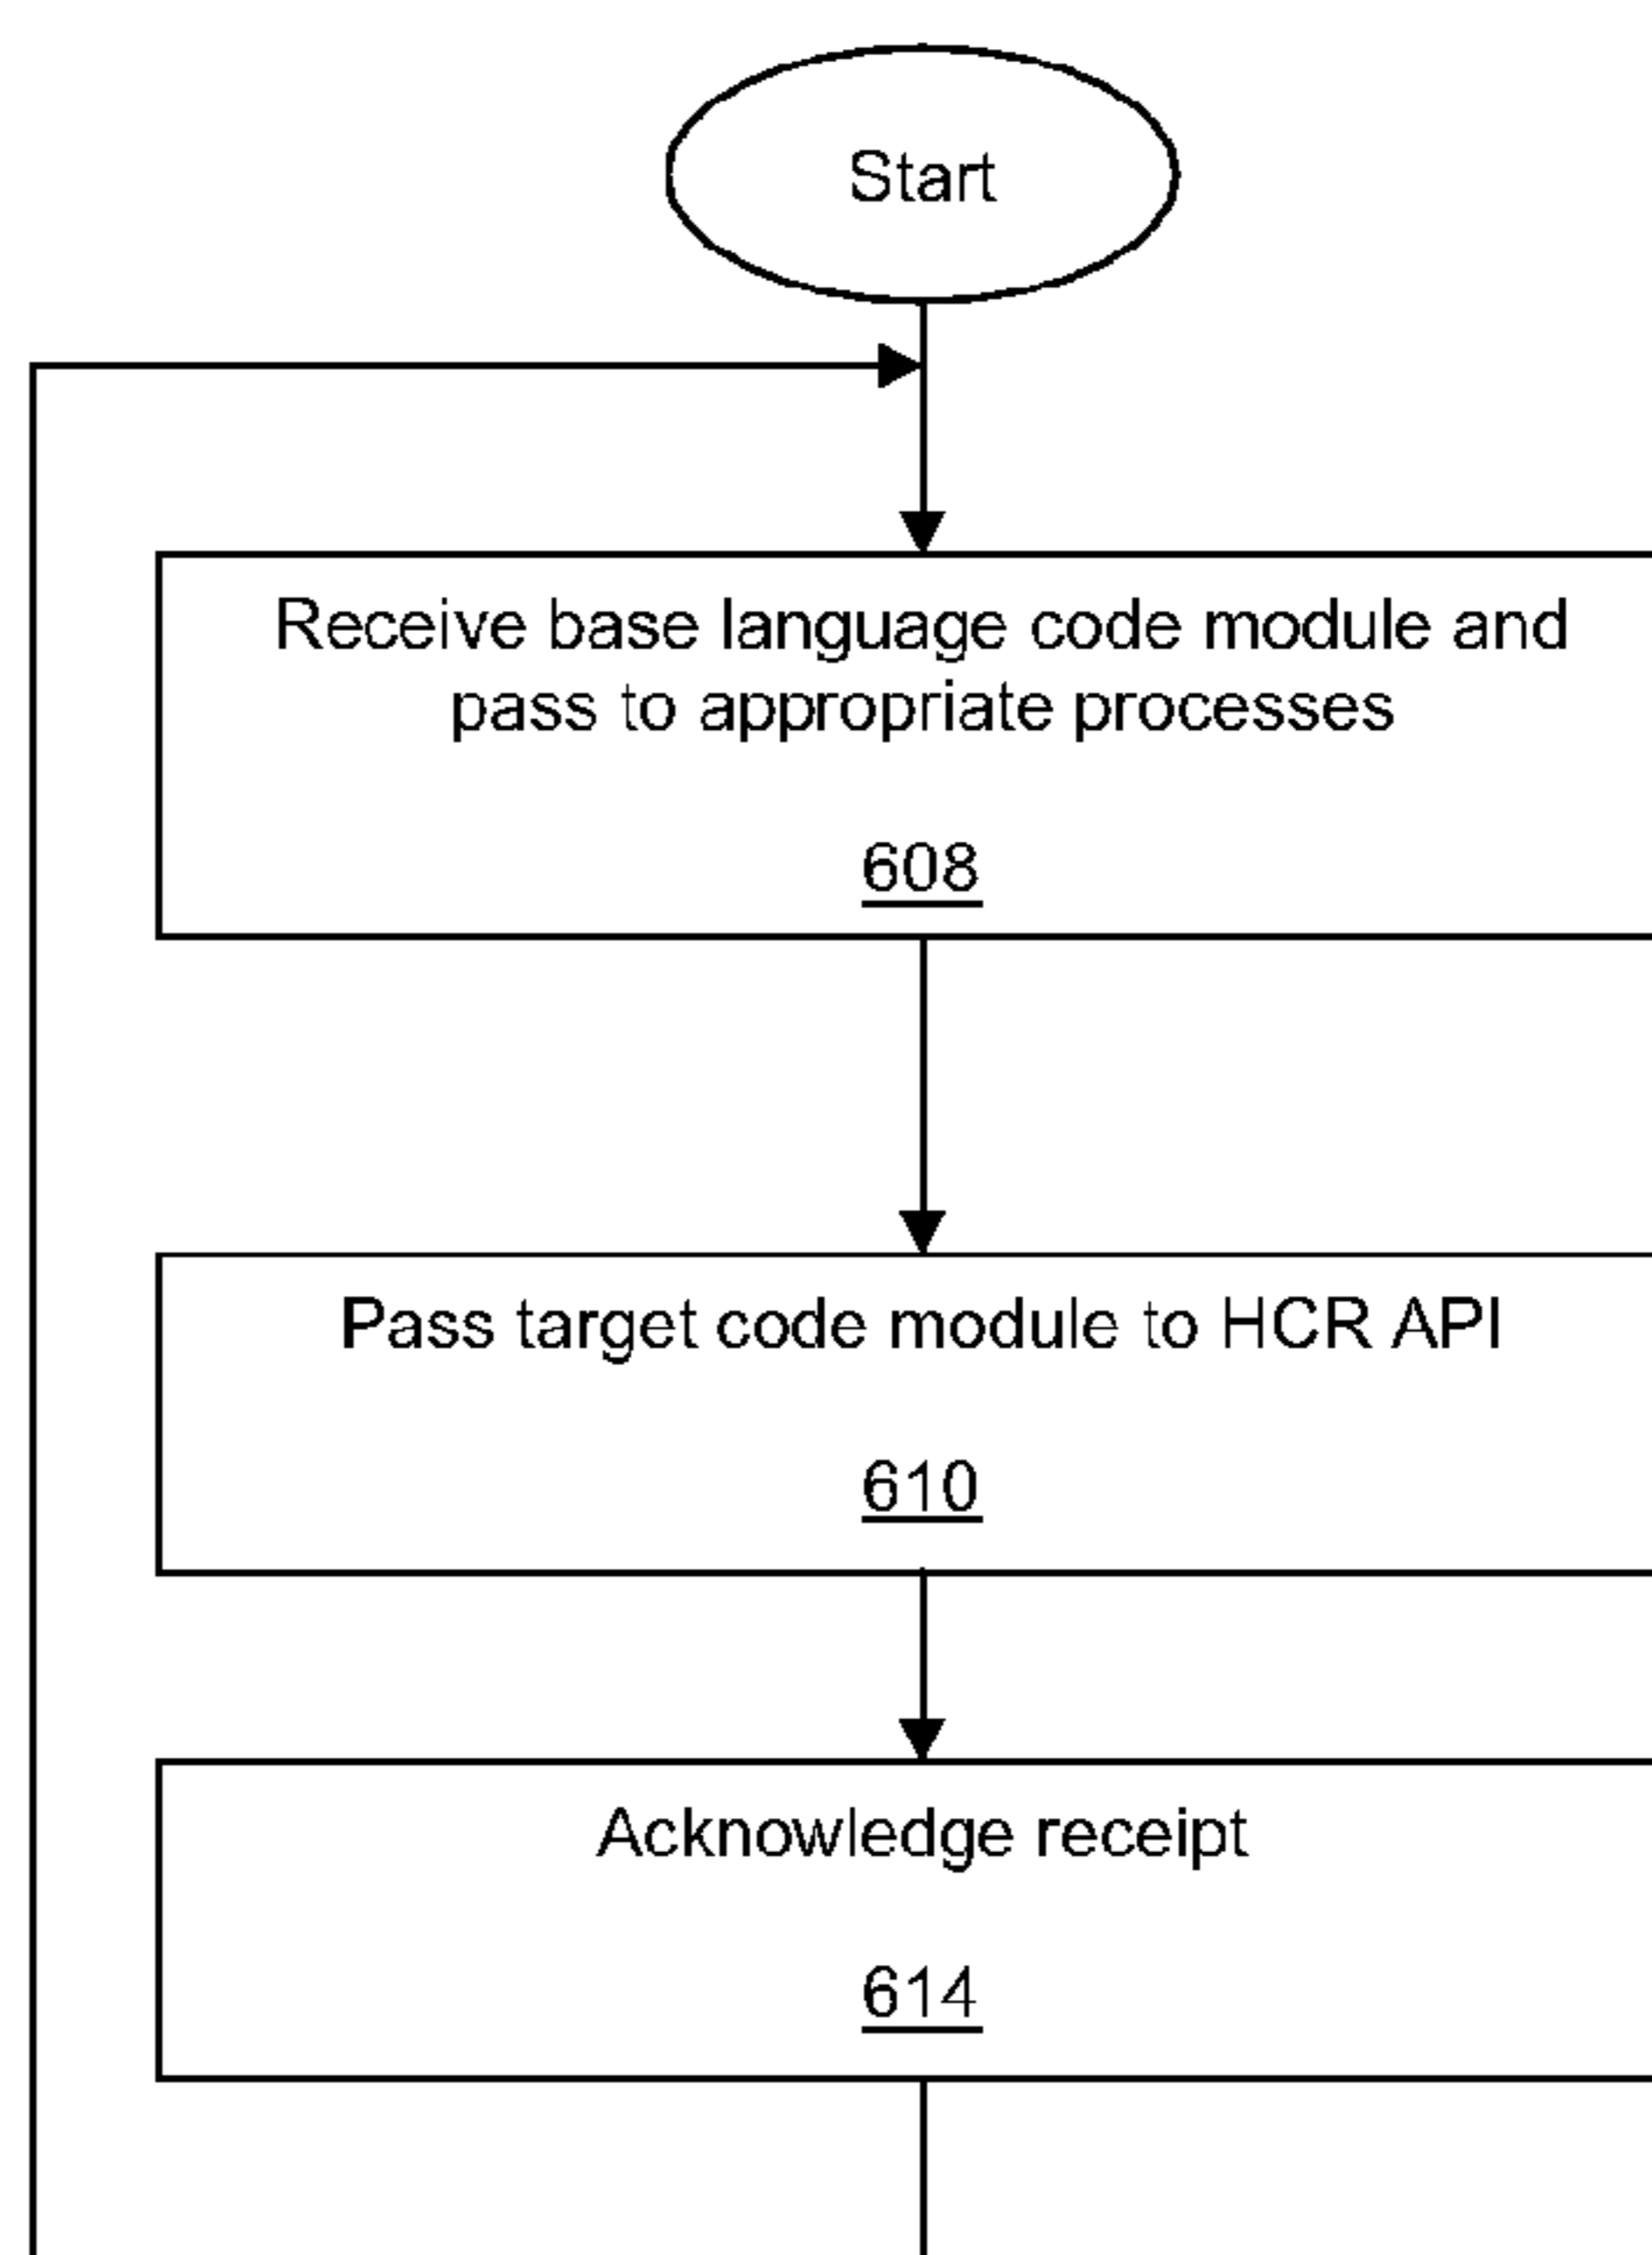 Start
Receive base language code module and
pass to appropriate processes
608
Pass target code module to HCR API
610
Acknowledge receipt
614